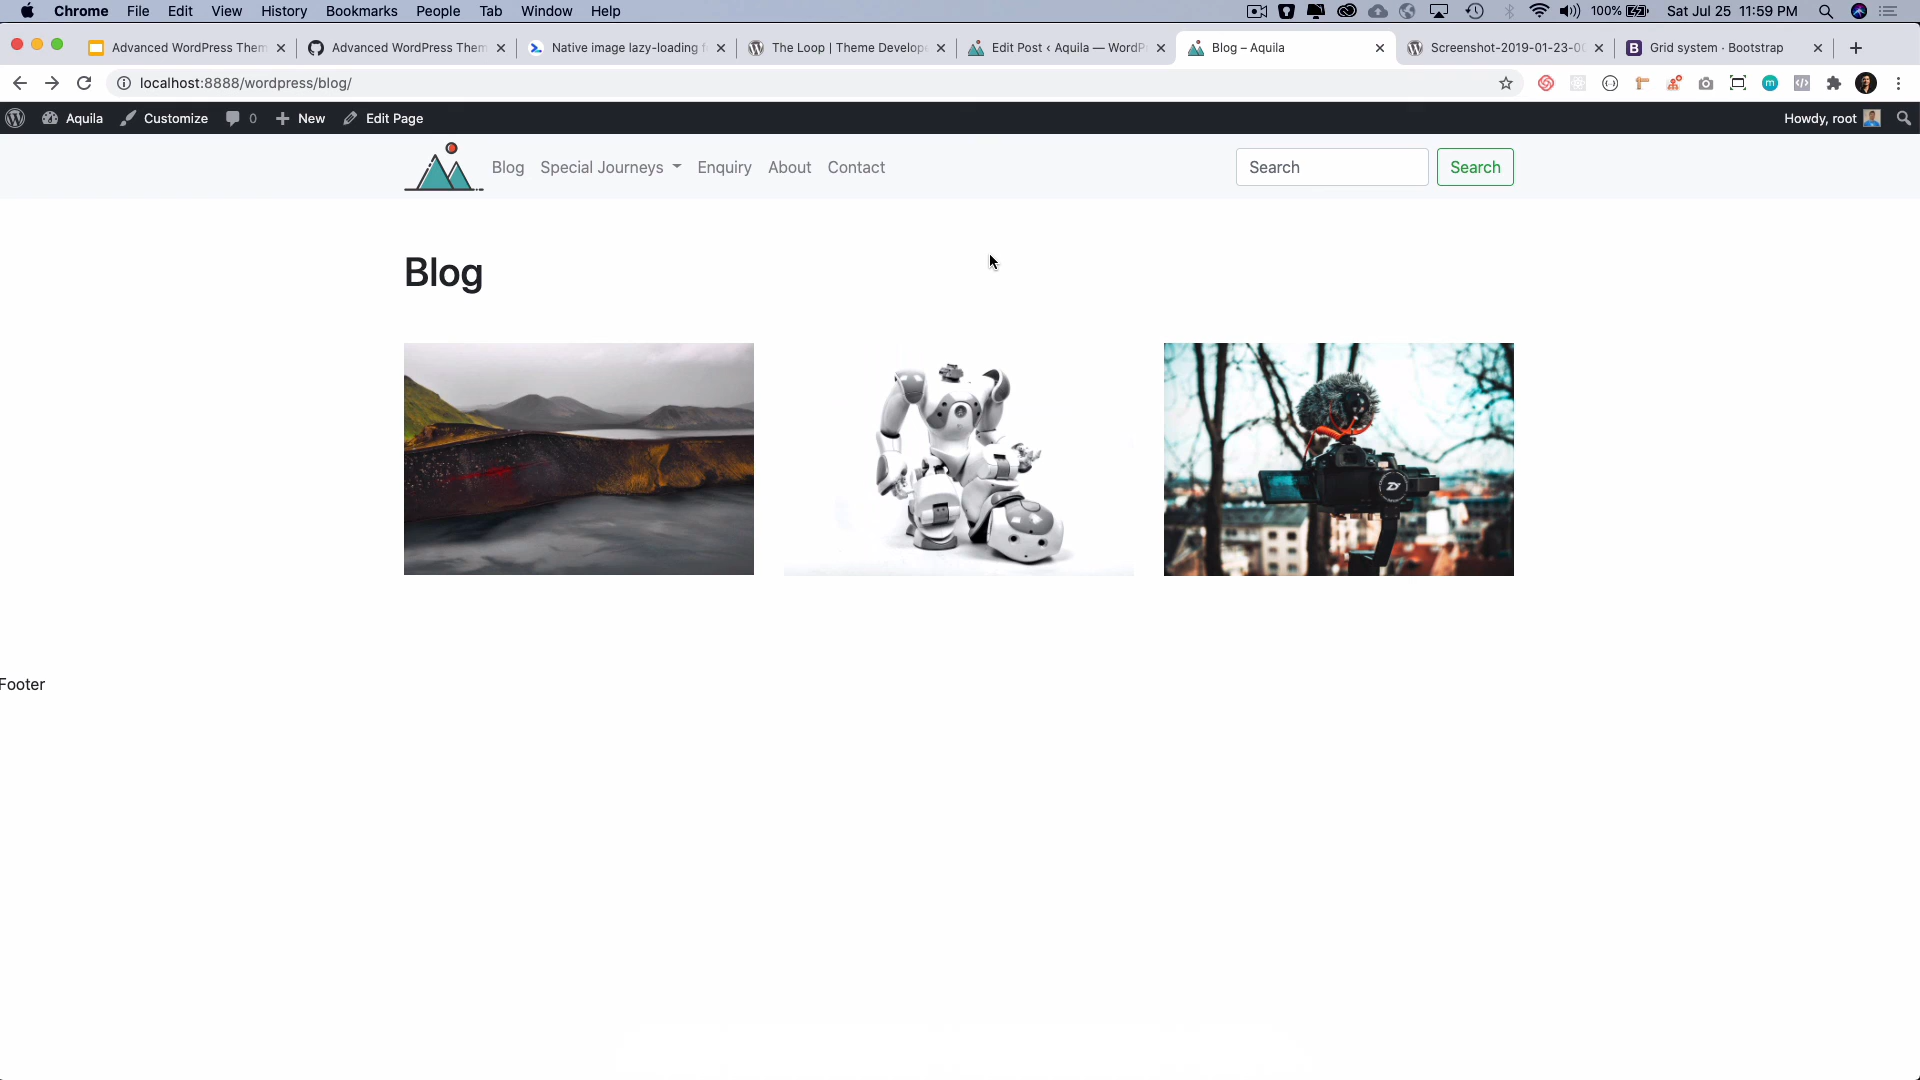 Chrome File Edit View History Bookmarks People Tab Window Help
100% Sat Jul 25 11:59 PM
Advanced WordPress Them
Advanced WordPress Them
Native image lazy-loading f
The Loop | Theme Develope
Edit Post ‹ Aquila — WordP
Blog – Aquila
Screenshot-2019-01-23-00
Grid system · Bootstrap
localhost:8888/wordpress/blog/
Aquila Customize 0 New Edit Page
Howdy, root
Blog Special Journeys Enquiry About Contact
Search Search
Blog
Footer